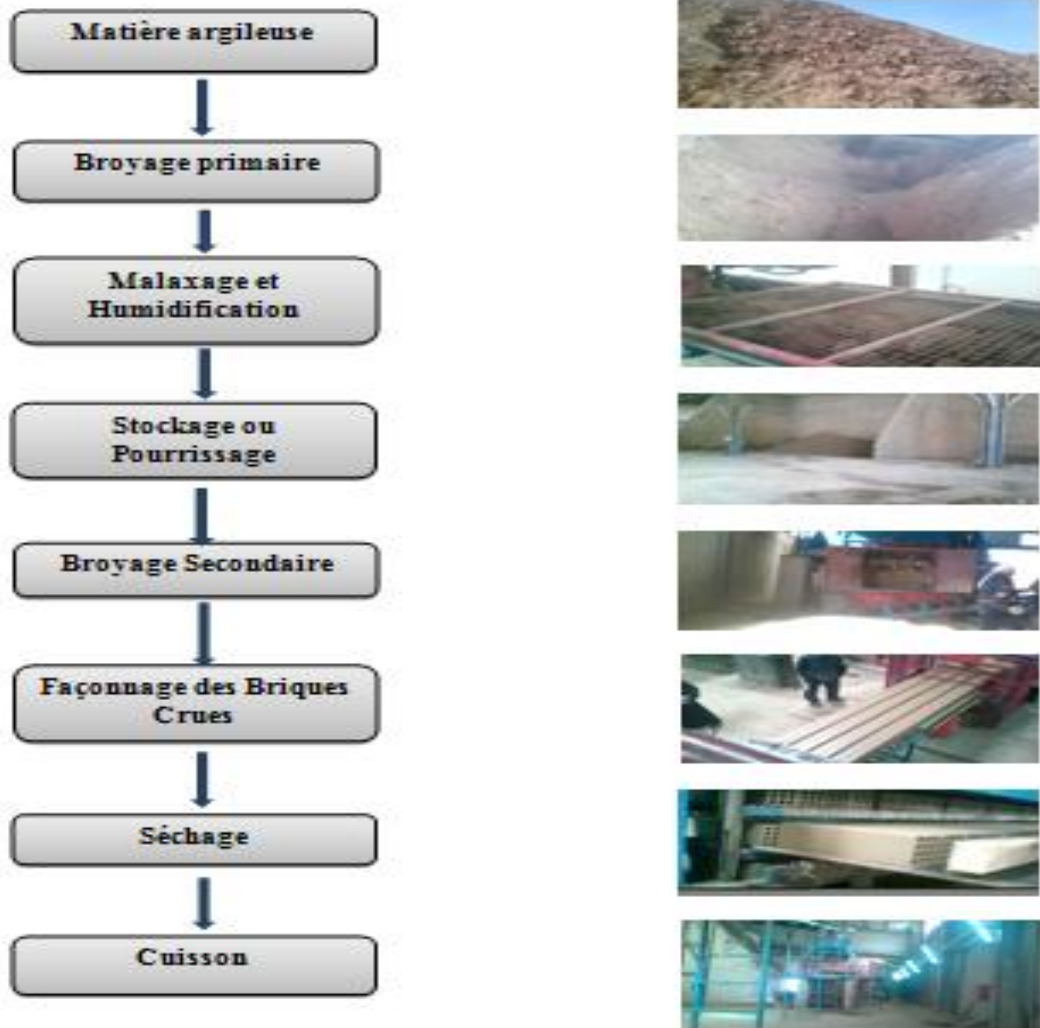 Matière argileuse
Broyage primaire
Malaxage et
Humidification
Stockage ou
Pourrissage
Broyage Secondaire
Façonnage des Briques
Crues
Séchage
Cuisson